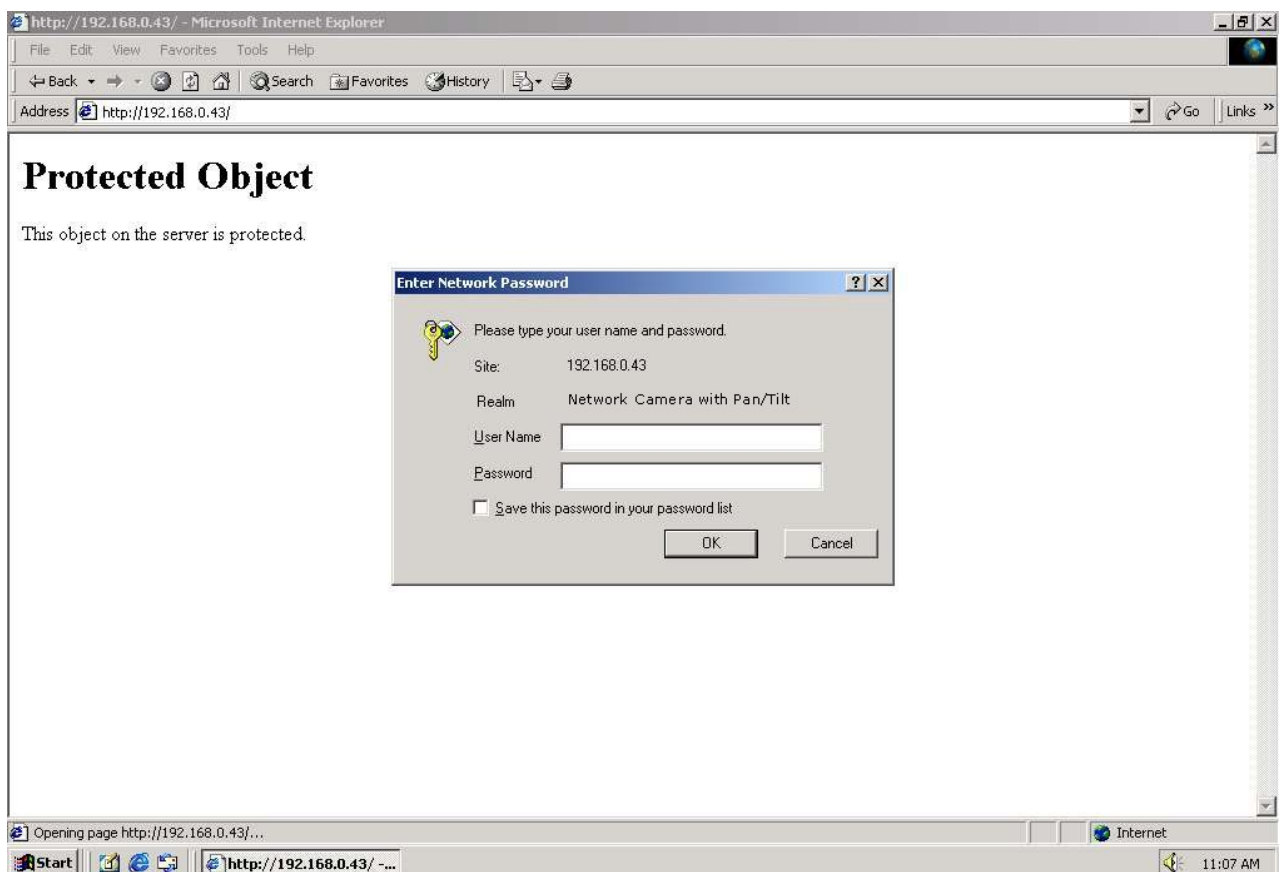 http://192.168.0.43/ - Microsoft Internet Explorer
File Edit View Favorites Tools Help
Back Search Favorites History
Address http://192.168.0.43/ Go Links »
Protected Object
This object on the server is protected.
Enter Network Password
Please type your user name and password.
Site: 192.168.0.43
Realm Network Camera with Pan/Tilt
User Name
Password
Save this password in your password list
OK Cancel
Opening page http://192.168.0.43/... Internet
Start http://192.168.0.43/ -... 11:07 AM